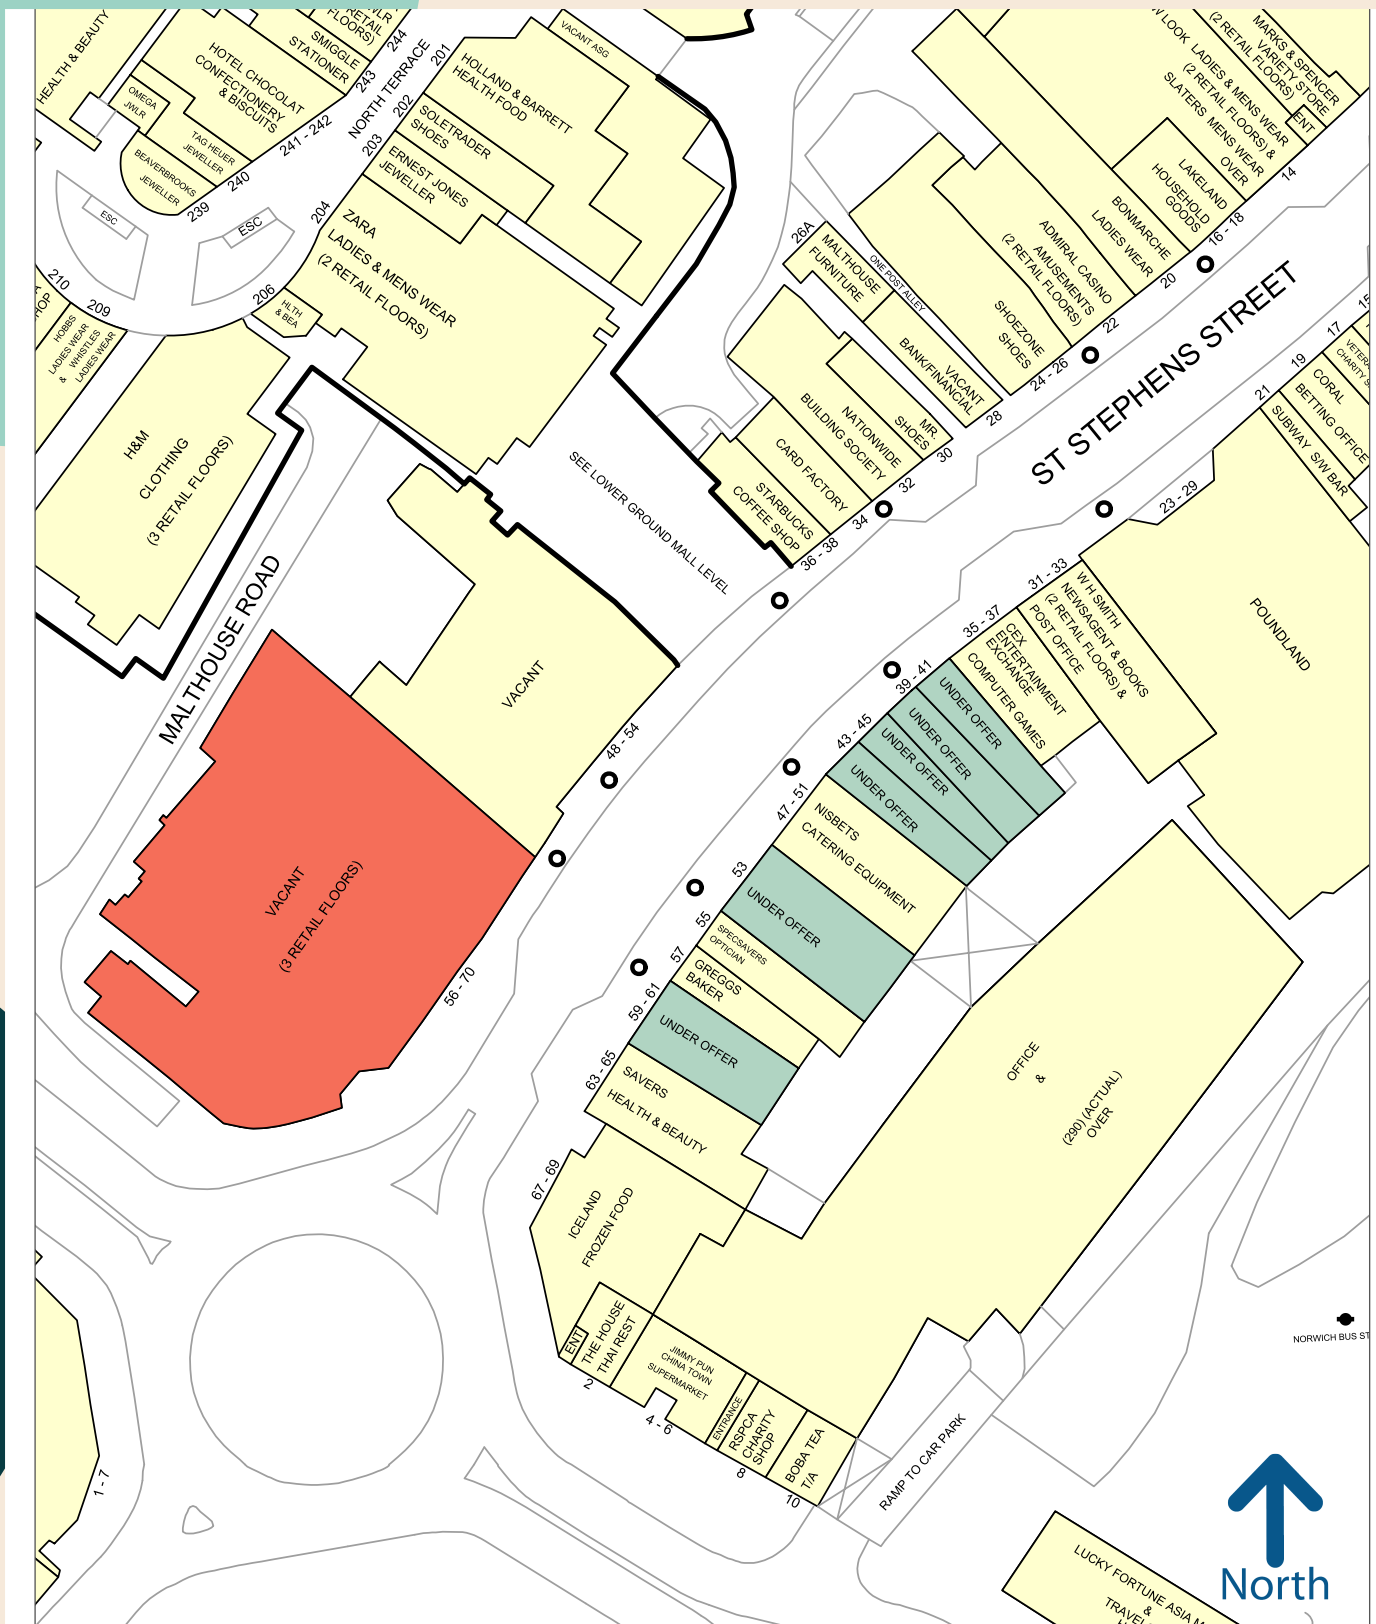 HEALTH & BEAUTY
HOTEL CHOCOLAT
CONFECTIONERY
& BISCUITS
SMIGGLE
STATIONER
JWLR
RETAIL
FLOORS)
244
243
241 - 242
240
239
OMEGA
JWLR
TAG HEUER
JEWELLER
BEAVERBROOKS
JEWELLER
ESC
ESC
NORTH TERRACE
201
202
203
204
206
209
210
VACANT ASG
HOLLAND & BARRETT
HEALTH FOOD
SOLETRADER
SHOES
ERNEST JONES
JEWELLER
ZARA
LADIES & MENS WEAR
(2 RETAIL FLOORS)
HLTH
& BEA
HOBBS
LADIES WEAR
&
WHISTLES
LADIES WEAR
H&M
CLOTHING
(3 RETAIL FLOORS)
MALTHOUSE ROAD
SEE LOWER GROUND MALL LEVEL
MARKS & SPENCER
VARIETY STORE
(2 RETAIL FLOORS)
ENT
LOOK
LADIES & MENS WEAR
(2 RETAIL FLOORS) &
SLATERS MENS WEAR
OVER
14
LAKELAND
HOUSEHOLD
GOODS
16 - 18
BONMARCHE
LADIES WEAR
20
ADMIRAL CASINO
AMUSEMENTS
(2 RETAIL FLOORS)
22
SHOEZONE
SHOES
24 - 26
ONE POST ALLEY
26A
MALTHOUSE
FURNITURE
VACANT
BANK/FINANCIAL
28
MR.
SHOES
30
NATIONWIDE
BUILDING SOCIETY
32
CARD FACTORY
34
STARBUCKS
COFFEE SHOP
36 - 38
ST STEPHENS STREET
15
17
19
21
CHARITY
CORAL
BETTING OFFICE
SUBWAY S/W BAR
23 - 29
POUNDLAND
31 - 33
W H SMITH
NEWSAGENT & BOOKS
(2 RETAIL FLOORS) &
POST OFFICE
35 - 37
CEX
ENTERTAINMENT
EXCHANGE
COMPUTER GAMES
39 - 41
UNDER OFFER
UNDER OFFER
43 - 45
UNDER OFFER
UNDER OFFER
47 - 51
NISBETS
CATERING EQUIPMENT
53
UNDER OFFER
55
SPECSAVERS
OPTICIAN
57
GREGGS
BAKER
59 - 61
UNDER OFFER
63 - 65
SAVERS
HEALTH & BEAUTY
67 - 69
ICELAND
FROZEN FOOD
VACANT
48 - 54
VACANT
(3 RETAIL FLOORS)
56 - 70
OFFICE
&
(290) (ACTUAL)
OVER
ENT
THE HOUSE
THAI REST
2
JIMMY PUN
CHINA TOWN
SUPERMARKET
4 - 6
ENTRANCE
RSPCA
CHARITY
SHOP
8
BOBA TEA
T/A
10
RAMP TO CAR PARK
NORWICH BUS ST
1 - 7
LUCKY FORTUNE ASIA
&
TRAVEL
North